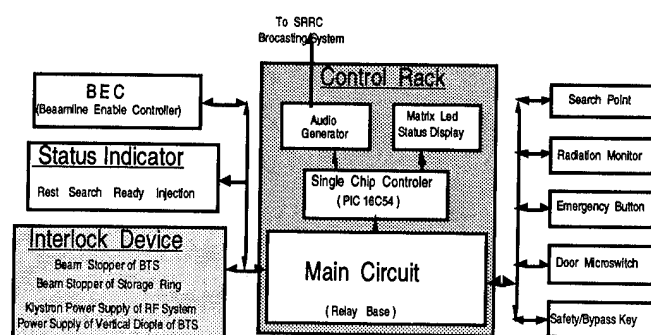 To SRRC
Brocasting System
Control Rack
BEC
(Beamline Enable Controller)
Status Indicator
Rest Search Ready Injection
Interlock Device
Beam Stopper of BTS
Beam Stopper of Storage Ring
Klystron Power Supply of RF System
Power Supply of Vertical Diople of BTS
Audio
Generator
Matrix Led
Status Display
Single Chip Controler
(PIC 16C54)
Main Circuit
(Relay Base)
Search Point
Radiation Monitor
Emergency Button
Door Microswitch
Safety/Bypass Key